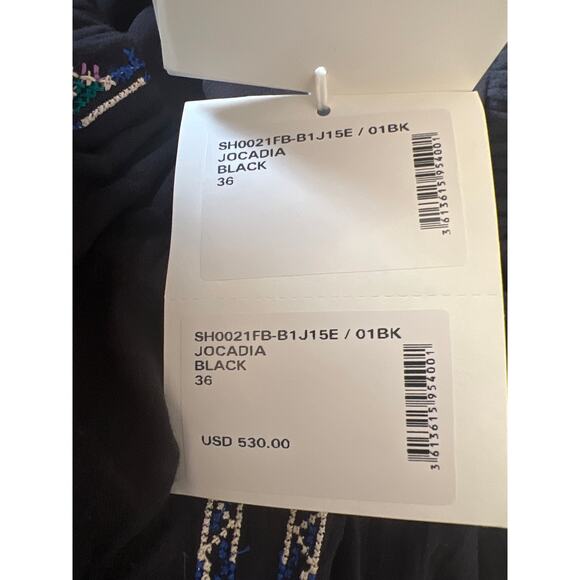 SH0021FB-B1J15E / 01BK
JOCADIA
BLACK
36
3613615954001
SH0021FB-B1J15E / 01BK
JOCADIA
BLACK
36
USD 530.00
3613615954001